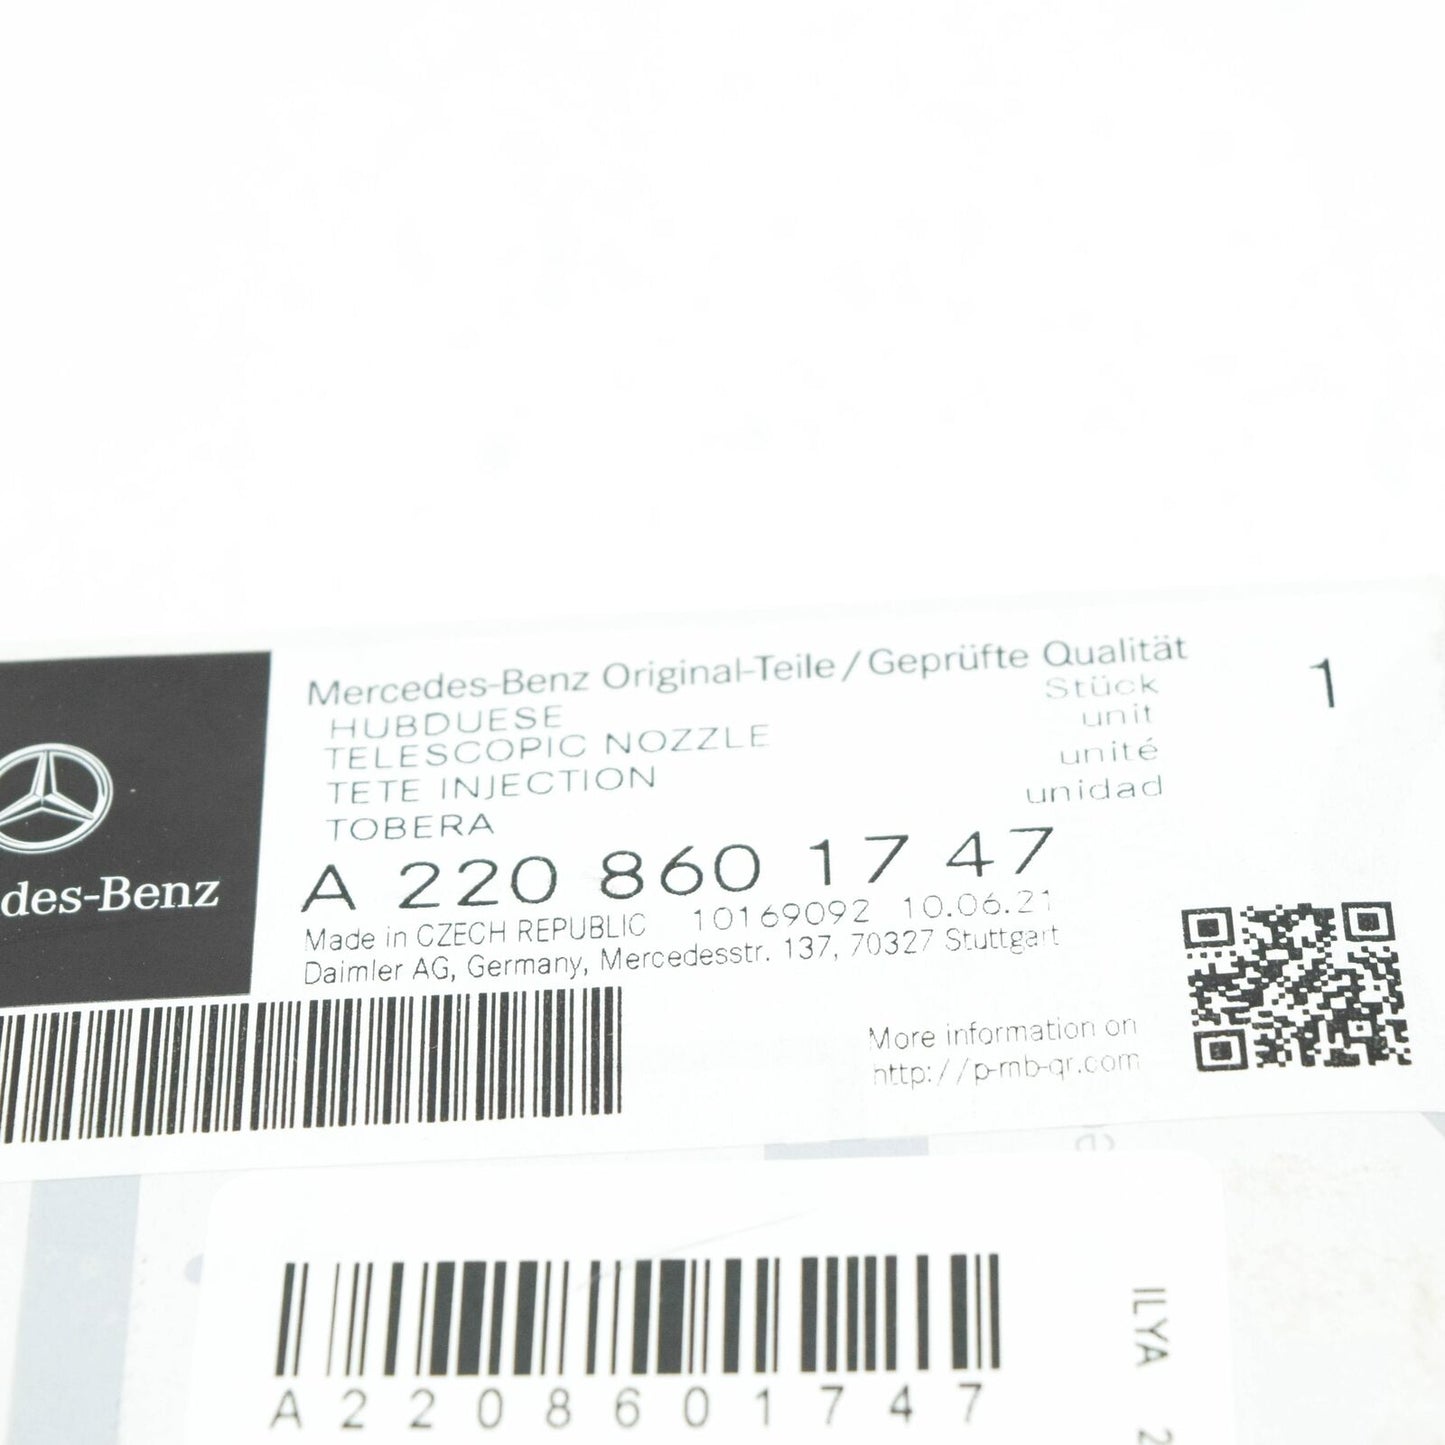 Mercedes-Benz Original-Teile / Geprüfte Qualität
HUBDUESE
TELESCOPIC NOZZLE
TETE INJECTION
TOBERA
Stück
unit
unité
unidad
1
A 220 860 17 47
Made in CZECH REPUBLIC 10169092 10.06.21
Daimler AG, Germany, Mercedesstr. 137, 70327 Stuttgart
des-Benz
More information on
http://p-mb-qr.com
A2208601747
ILYA 2